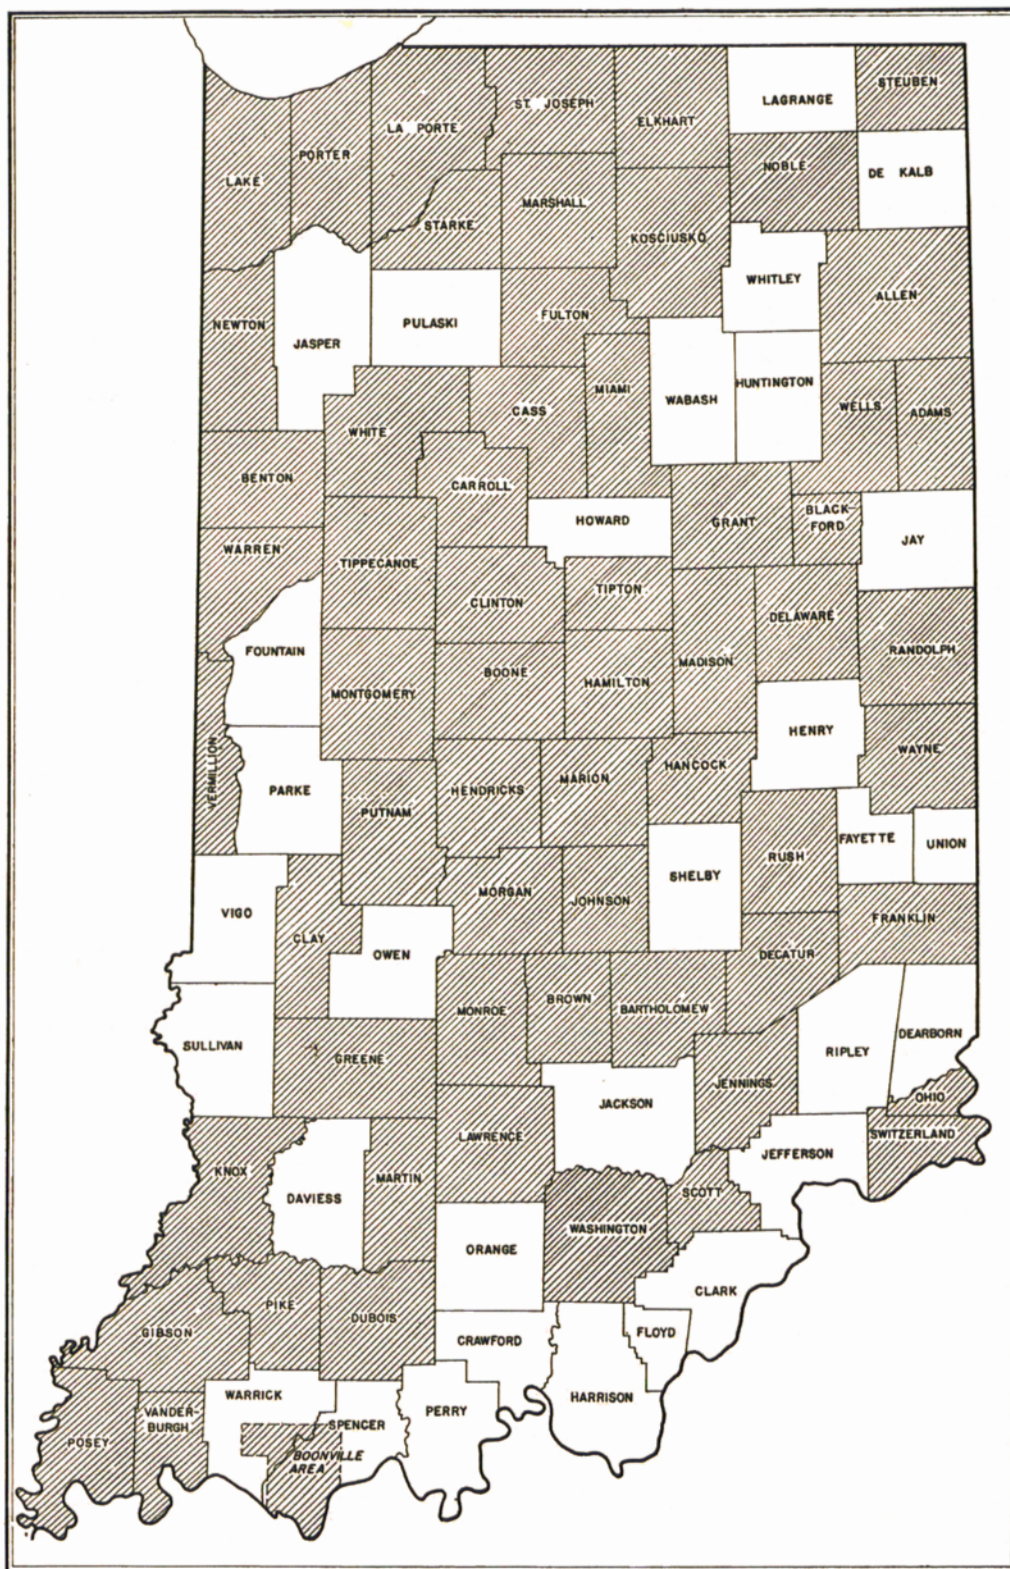 LAGRANGE
STEUBEN
ST. JOSEPH
ELKHART
LA PORTE
PORTER
LAKE
NOBLE
DE KALB
MARSHALL
STARKE
KOSCIUSKO
WHITLEY
ALLEN
NEWTON
JASPER
PULASKI
FULTON
MIAMI
WABASH
HUNTINGTON
WELLS
ADAMS
WHITE
CASS
BENTON
CARROLL
HOWARD
GRANT
BLACK-
FORD
JAY
WARREN
TIPPECANOE
CLINTON
TIPTON
DELAWARE
RANDOLPH
FOUNTAIN
MONTGOMERY
BOONE
HAMILTON
MADISON
HENRY
WAYNE
VERMILLION
PARKE
PUTNAM
HENDRICKS
MARION
HANCOCK
FAYETTE
UNION
RUSH
SHELBY
VIGO
CLAY
MORGAN
JOHNSON
FRANKLIN
OWEN
DECATUR
MONROE
BROWN
BARTHOLOMEW
SULLIVAN
GREENE
RIPLEY
DEARBORN
JENNINGS
JACKSON
OHIO
SWITZERLAND
LAWRENCE
JEFFERSON
KNOX
DAVIESS
MARTIN
SCOTT
WASHINGTON
ORANGE
CLARK
PIKE
DUBOIS
GIBSON
CRAWFORD
FLOYD
HARRISON
WARRICK
PERRY
SPENCER
VANDER-
BURGH
POSEY
BOONVILLE
AREA